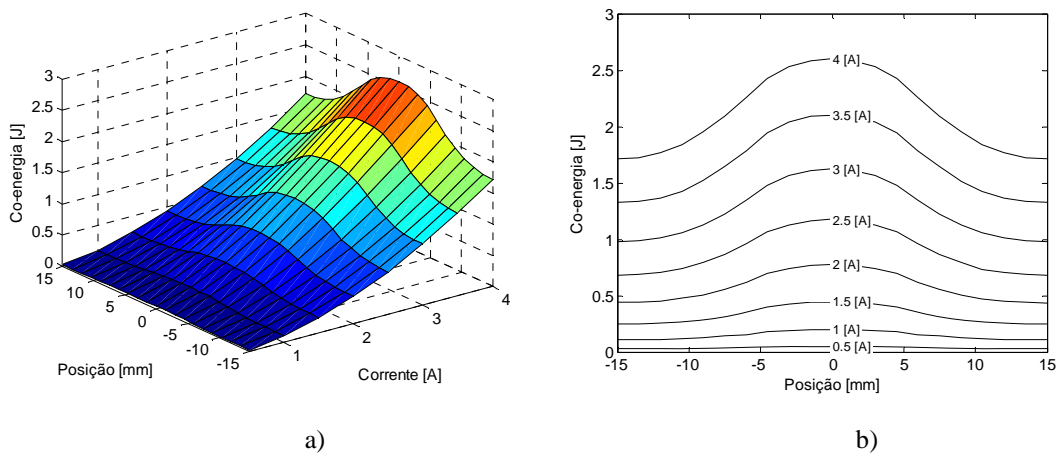 3
2.5
2
1.5
1
0.5
0
Co-energia [J]
15
10
5
0
-5
-10
-15
Posição [mm]
1
2
3
4
Corrente [A]
a)
3
2.5
2
1.5
1
0.5
0
Co-energia [J]
4 [A]
3.5 [A]
3 [A]
2.5 [A]
2 [A]
1.5 [A]
1 [A]
0.5 [A]
-15
-10
-5
0
5
10
15
Posição [mm]
b)